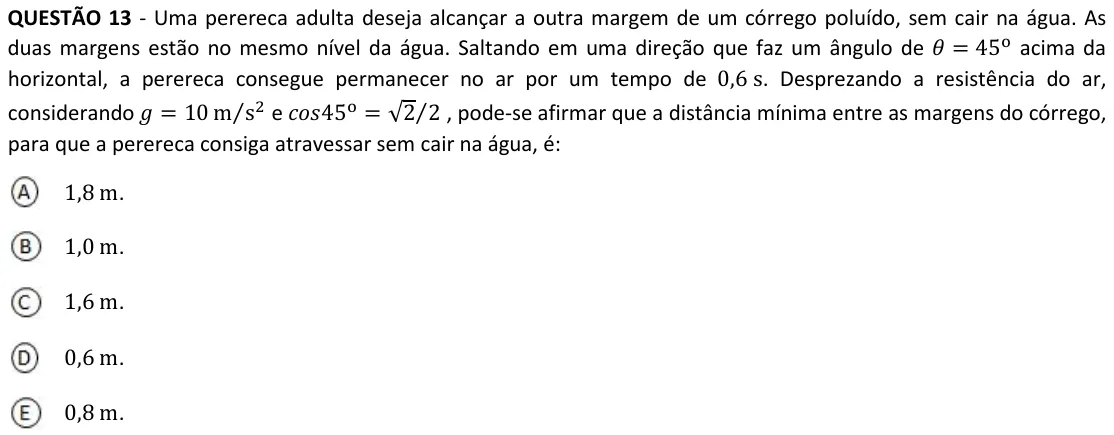 QUESTÃO 13 - Uma perereca adulta deseja alcançar a outra margem de um córrego poluído, sem cair na água. As
duas margens estão no mesmo nível da água. Saltando em uma direção que faz um ângulo de θ = 45º acima da
horizontal, a perereca consegue permanecer no ar por um tempo de 0,6 s. Desprezando a resistência do ar,
considerando g = 10 m/s² e cos45º = √2/2 , pode-se afirmar que a distância mínima entre as margens do córrego,
para que a perereca consiga atravessar sem cair na água, é:
A 1,8 m.
B 1,0 m.
C 1,6 m.
D 0,6 m.
E 0,8 m.